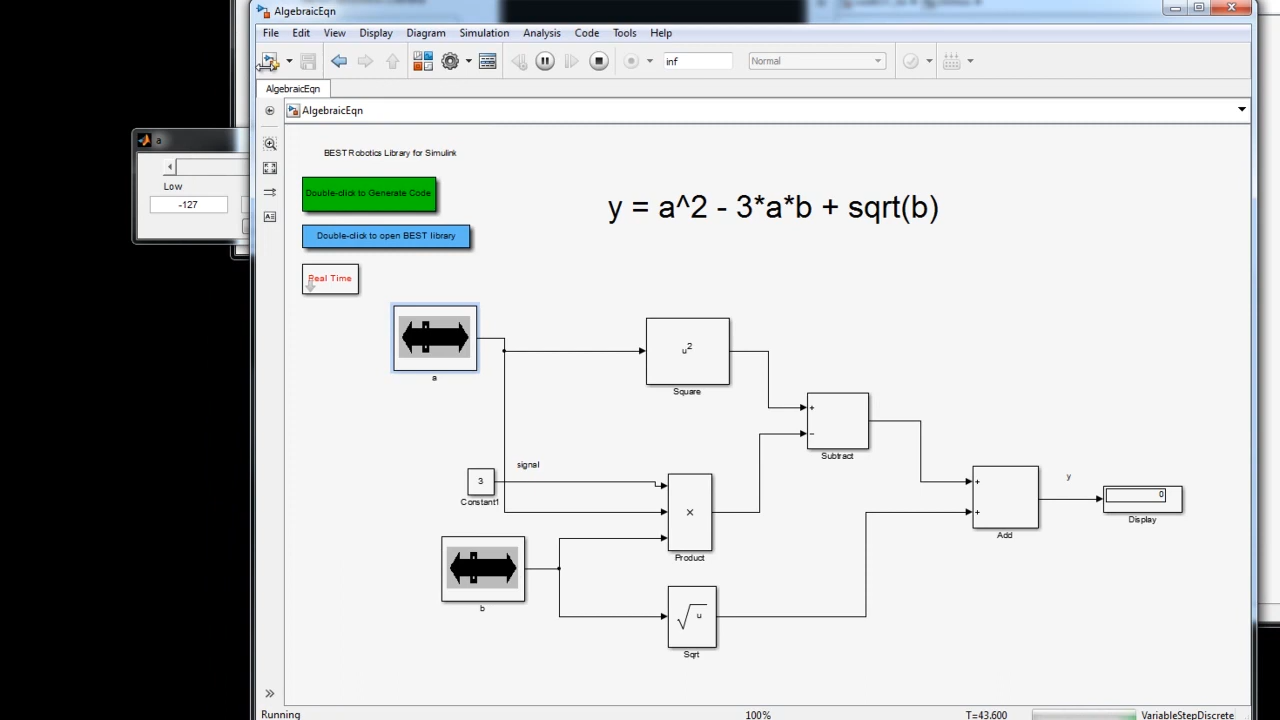 AlgebraicEqn
File Edit View Display Diagram Simulation Analysis Code Tools Help
inf
Normal
AlgebraicEqn
AlgebraicEqn
a
Low
-127
BEST Robotics Library for Simulink
Double-click to Generate Code
y = a^2 - 3*a*b + sqrt(b)
Double-click to open BEST library
Real Time
a
u2
Square
+
−
Subtract
signal
3
Constant1
×
Product
b
u
Sqrt
+
+
Add
y
0
Display
Running
100%
T=43.600
VariableStepDiscrete